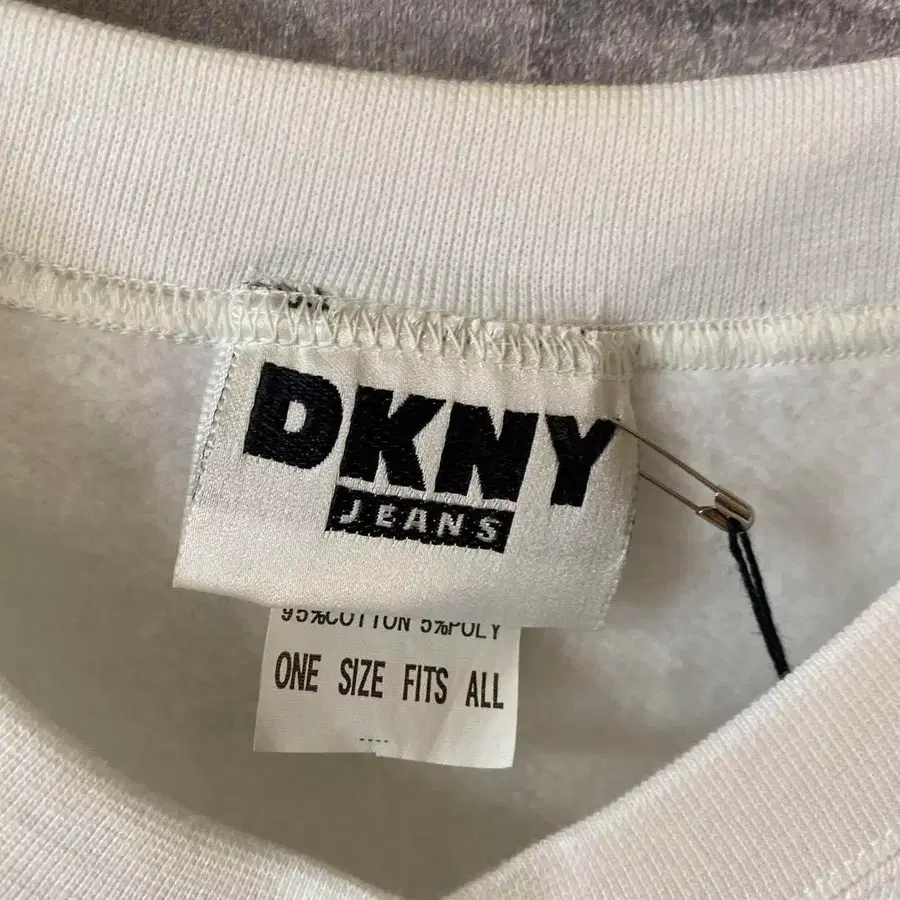 DKNY
JEANS
95%COTTON 5%POLY
ONE SIZE FITS ALL